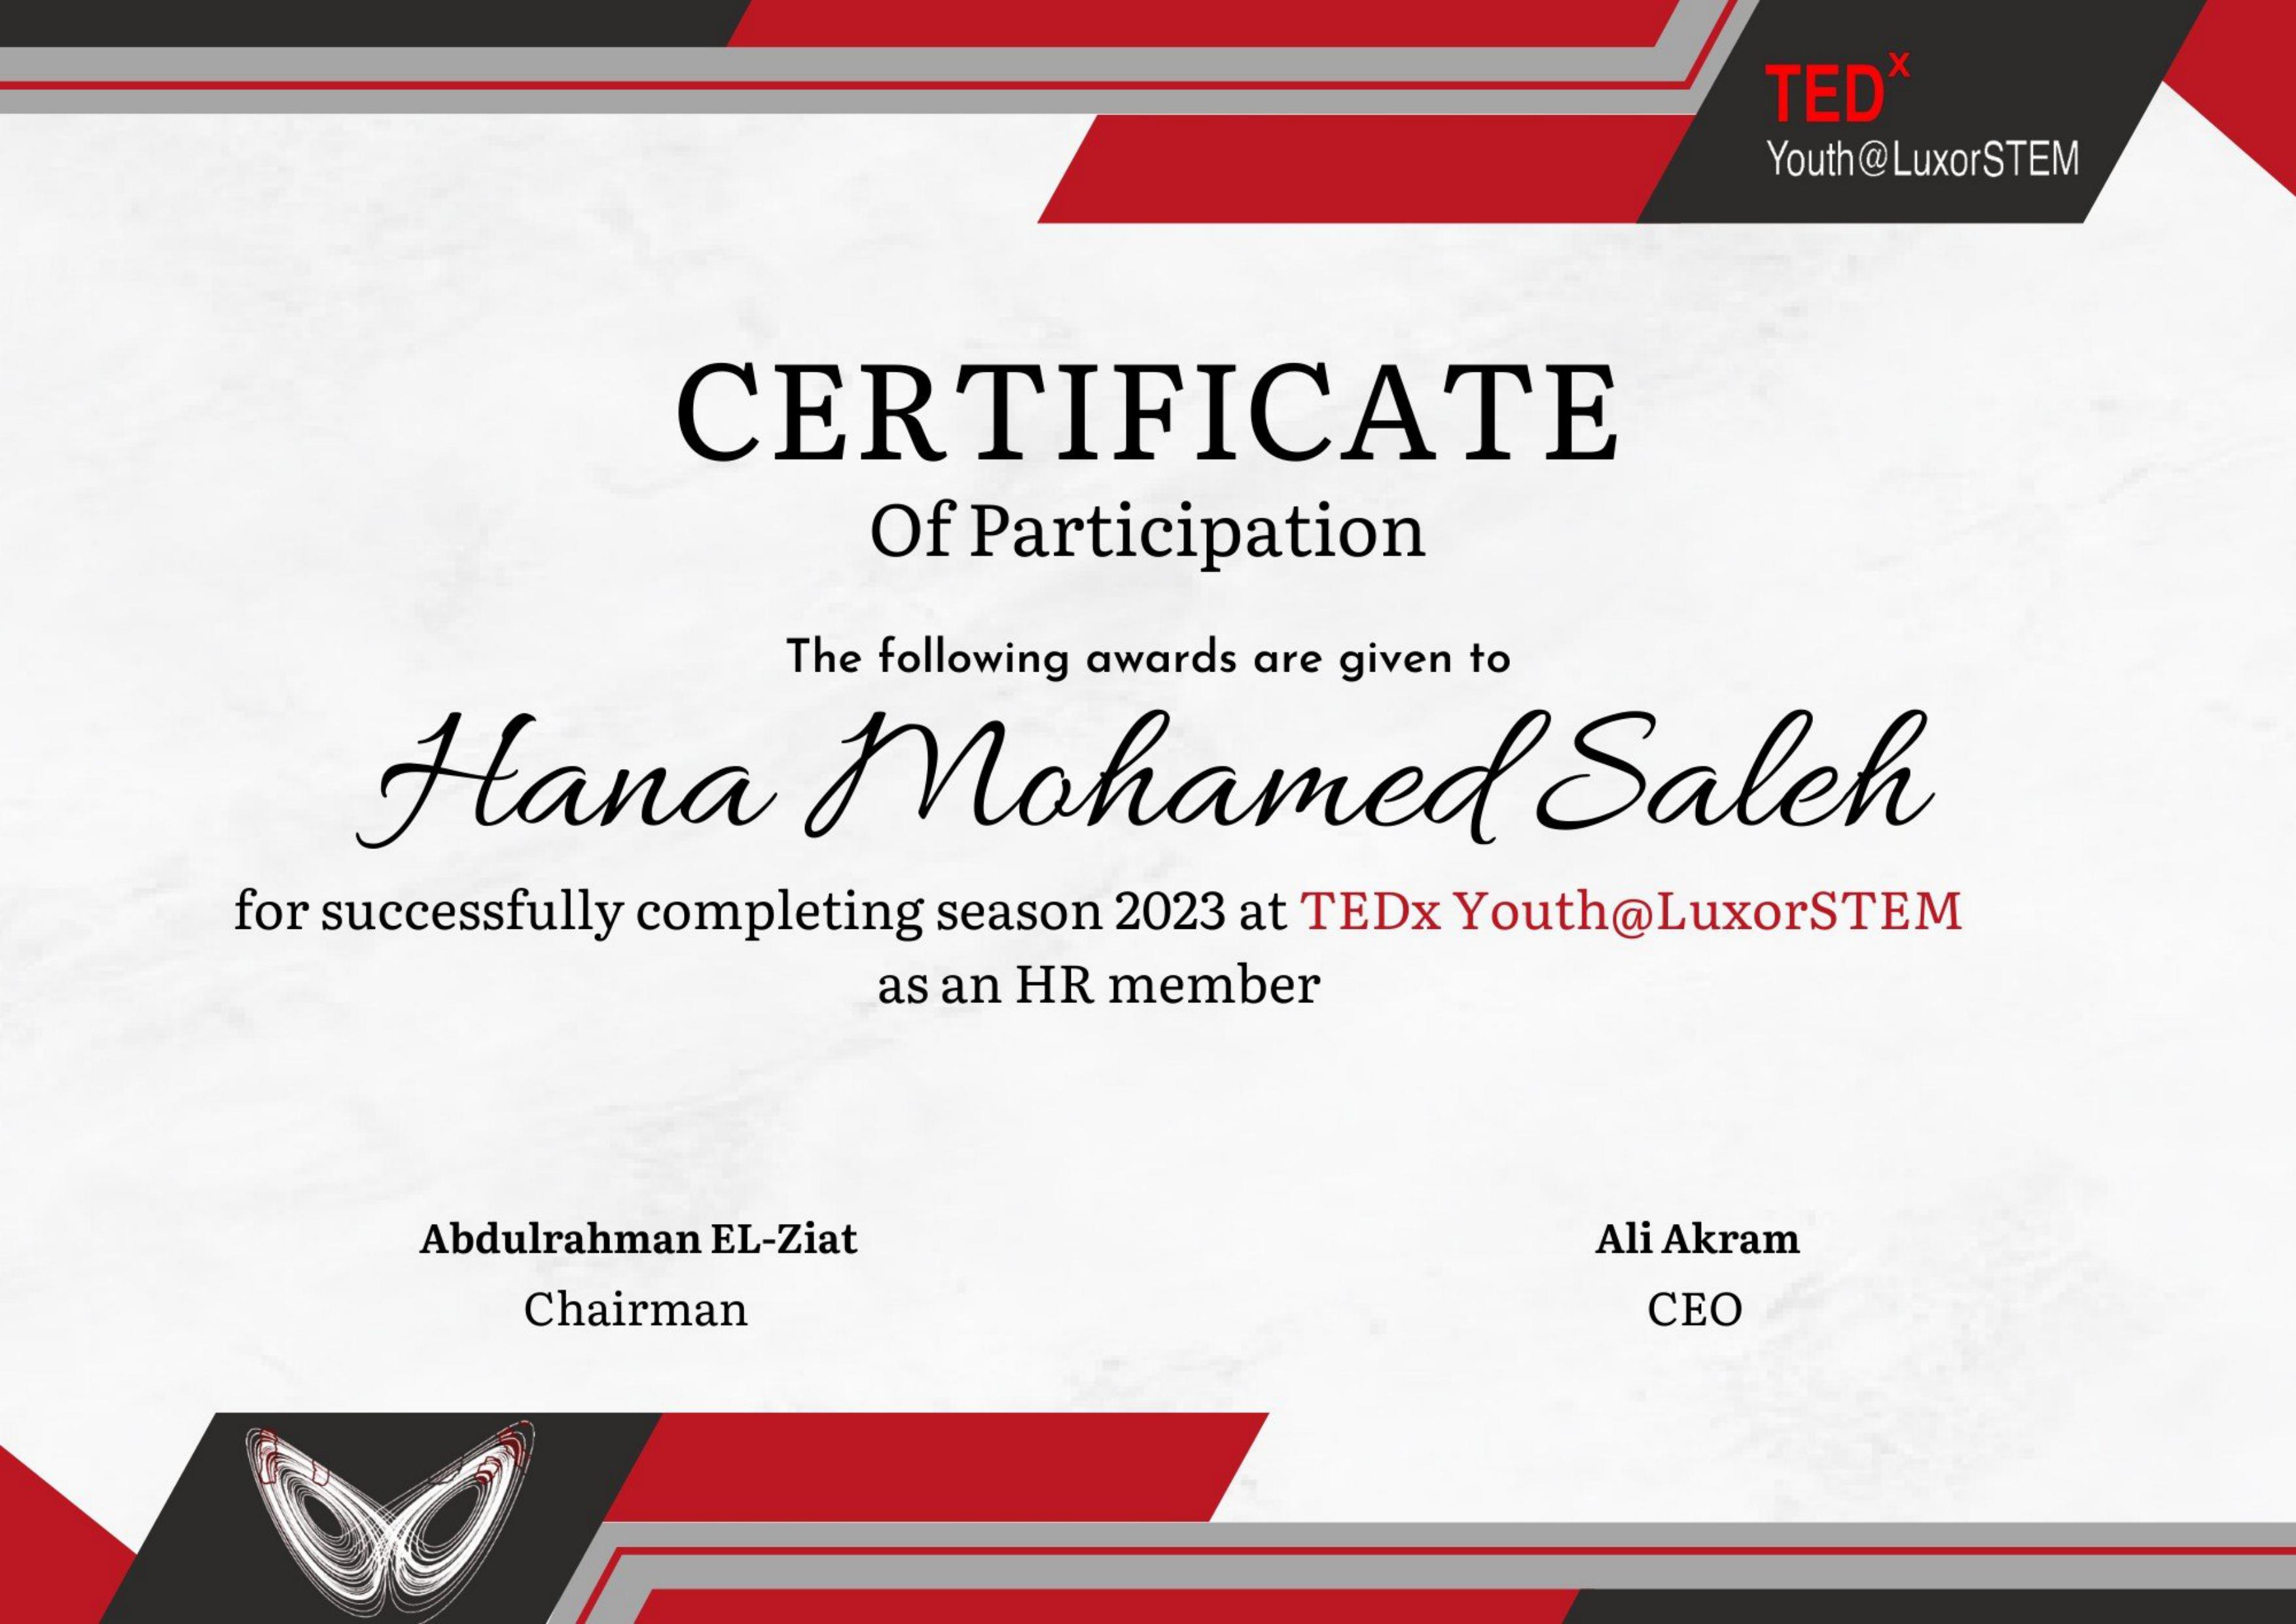 TEDx
Youth@LuxorSTEM
CERTIFICATE
Of Participation
The following awards are given to
Hana Mohamed Saleh
for successfully completing season 2023 at TEDx Youth@LuxorSTEM
as an HR member
Abdulrahman EL-Ziat
Ali Akram
Chairman
CEO